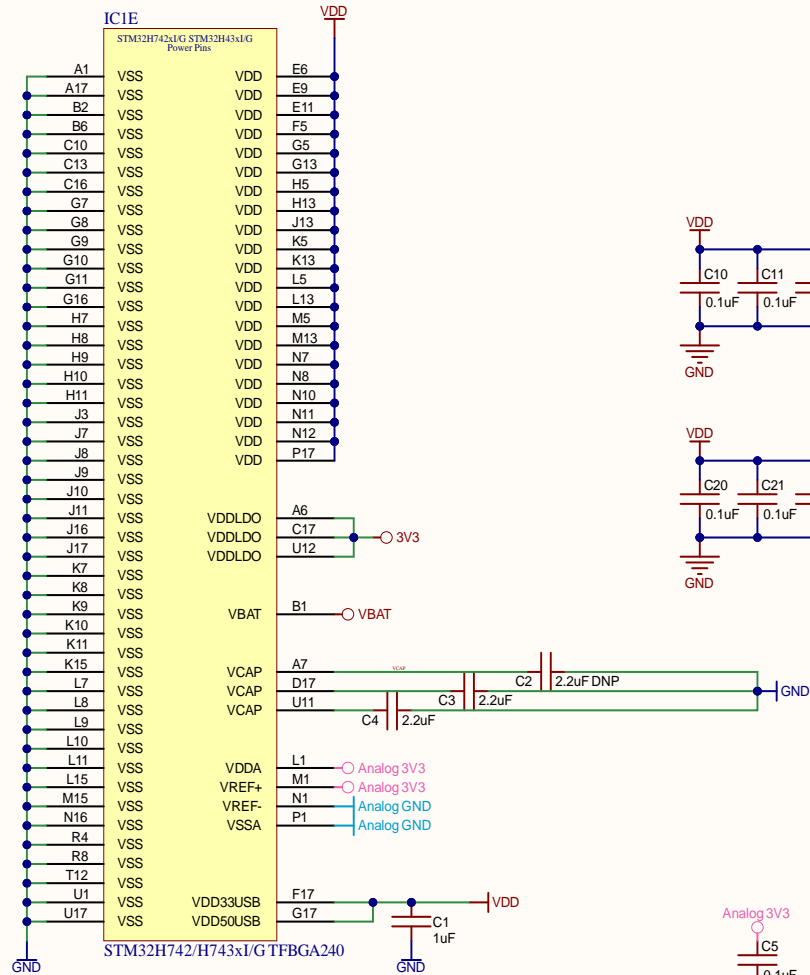 IC1E
VDD
STM32H742xI/G STM32H43xI/G
Power Pins
A1 VSS VDD E6
A17 VSS VDD E9
B2 VSS VDD E11
B6 VSS VDD F5
C10 VSS VDD G5
C13 VSS VDD G13
C16 VSS VDD H5
G7 VSS VDD H13
G8 VSS VDD J13
G9 VSS VDD K5
G10 VSS VDD K13
G11 VSS VDD L5
G16 VSS VDD L13
H7 VSS VDD M5
H8 VSS VDD M13
H9 VSS VDD N7
H10 VSS VDD N8
H11 VSS VDD N10
J3 VSS VDD N11
J7 VSS VDD N12
J8 VSS VDD P17
J9 VSS
J10 VSS
J11 VSS VDDLDO A6
J16 VSS VDDLDO C17 3V3
J17 VSS VDDLDO U12
K7 VSS
K8 VSS
K9 VSS VBAT B1 VBAT
K10 VSS
K11 VSS
K15 VSS VCAP A7 VCAP C2 2.2uF DNP
L7 VSS VCAP D17 C3 2.2uF GND
L8 VSS VCAP U11 C4 2.2uF
L9 VSS
L10 VSS
L11 VSS VDDA L1 Analog 3V3
L15 VSS VREF+ M1 Analog 3V3
M15 VSS VREF- N1 Analog GND
N16 VSS VSSA P1 Analog GND
R4 VSS
R8 VSS
T12 VSS
U1 VSS VDD33USB F17 VDD
U17 VSS VDD50USB G17
C1
1uF
STM32H742/H743xI/G TFBGA240
GND
GND
VDD
C10 C11
0.1uF 0.1uF
GND
VDD
C20 C21
0.1uF 0.1uF
GND
Analog 3V3
C5
0.1uF